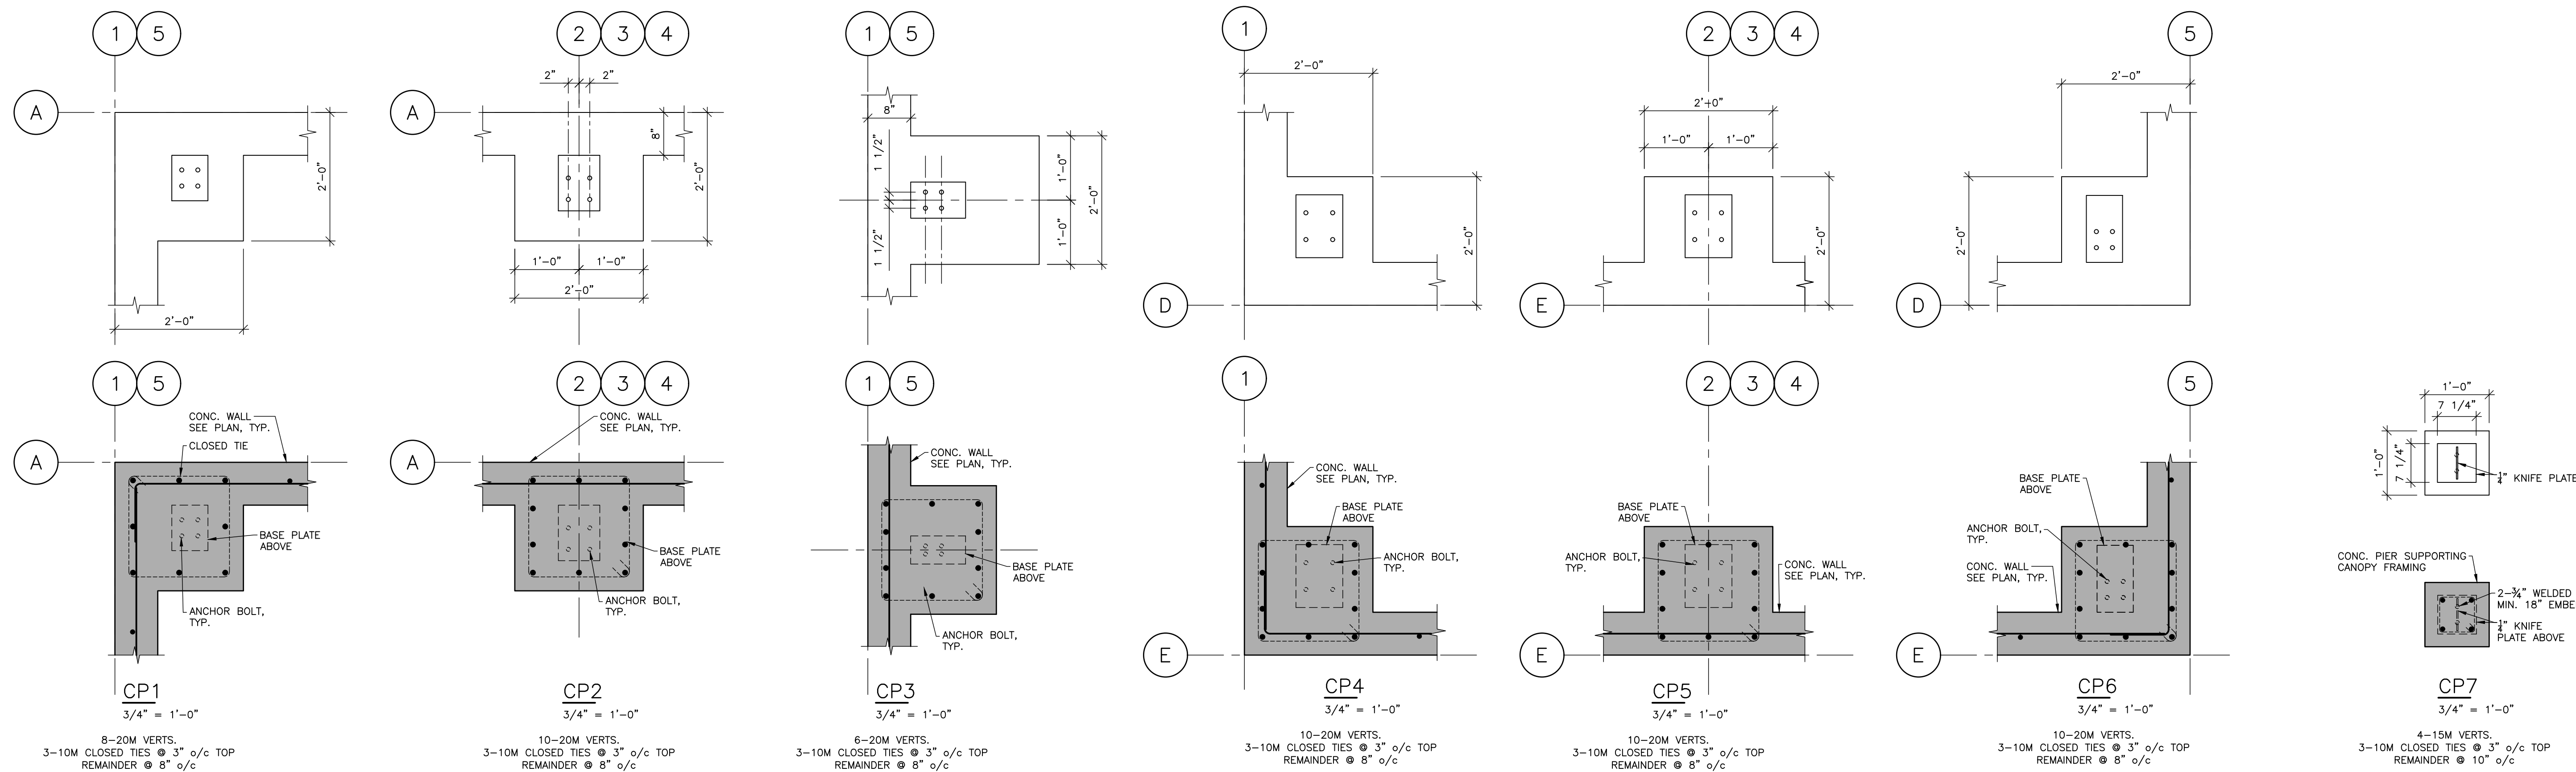 1 5
A
2'-0"
2'-0"
2 3 4
A
2" 2"
8"
2'-0"
1'-0" 1'-0"
2'-0"
1 5
8"
1 1/2"
1 1/2"
1'-0"
1'-0"
2'-0"
1
D
2'-0"
2'-0"
2 3 4
E
2'-0"
1'-0" 1'-0"
2'-0"
5
D
2'-0"
2'-0"
1'-0"
7 1/4"
1'-0"
7 1/4"
1/4" KNIFE PLATE
1 5
A
CONC. WALL
SEE PLAN, TYP.
CLOSED TIE
BASE PLATE
ABOVE
ANCHOR BOLT,
TYP.
CP1
3/4" = 1'-0"
8-20M VERTS.
3-10M CLOSED TIES @ 3" o/c TOP
REMAINDER @ 8" o/c
2 3 4
A
CONC. WALL
SEE PLAN, TYP.
BASE PLATE
ABOVE
ANCHOR BOLT,
TYP.
CP2
3/4" = 1'-0"
10-20M VERTS.
3-10M CLOSED TIES @ 3" o/c TOP
REMAINDER @ 8" o/c
1 5
CONC. WALL
SEE PLAN, TYP.
BASE PLATE
ABOVE
ANCHOR BOLT,
TYP.
CP3
3/4" = 1'-0"
6-20M VERTS.
3-10M CLOSED TIES @ 3" o/c TOP
REMAINDER @ 8" o/c
1
E
CONC. WALL
SEE PLAN, TYP.
BASE PLATE
ABOVE
ANCHOR BOLT,
TYP.
CP4
3/4" = 1'-0"
10-20M VERTS.
3-10M CLOSED TIES @ 3" o/c TOP
REMAINDER @ 8" o/c
2 3 4
E
BASE PLATE
ABOVE
ANCHOR BOLT,
TYP.
CONC. WALL
SEE PLAN, TYP.
CP5
3/4" = 1'-0"
10-20M VERTS.
3-10M CLOSED TIES @ 3" o/c TOP
REMAINDER @ 8" o/c
5
E
BASE PLATE
ABOVE
ANCHOR BOLT,
TYP.
CONC. WALL
SEE PLAN, TYP.
CP6
3/4" = 1'-0"
10-20M VERTS.
3-10M CLOSED TIES @ 3" o/c TOP
REMAINDER @ 8" o/c
CONC. PIER SUPPORTING
CANOPY FRAMING
2-3/4" WELDED
MIN. 18"
1/4" KNIFE
PLATE ABOVE
CP7
3/4" = 1'-0"
4-15M VERTS.
3-10M CLOSED TIES @ 3" o/c TOP
REMAINDER @ 10" o/c